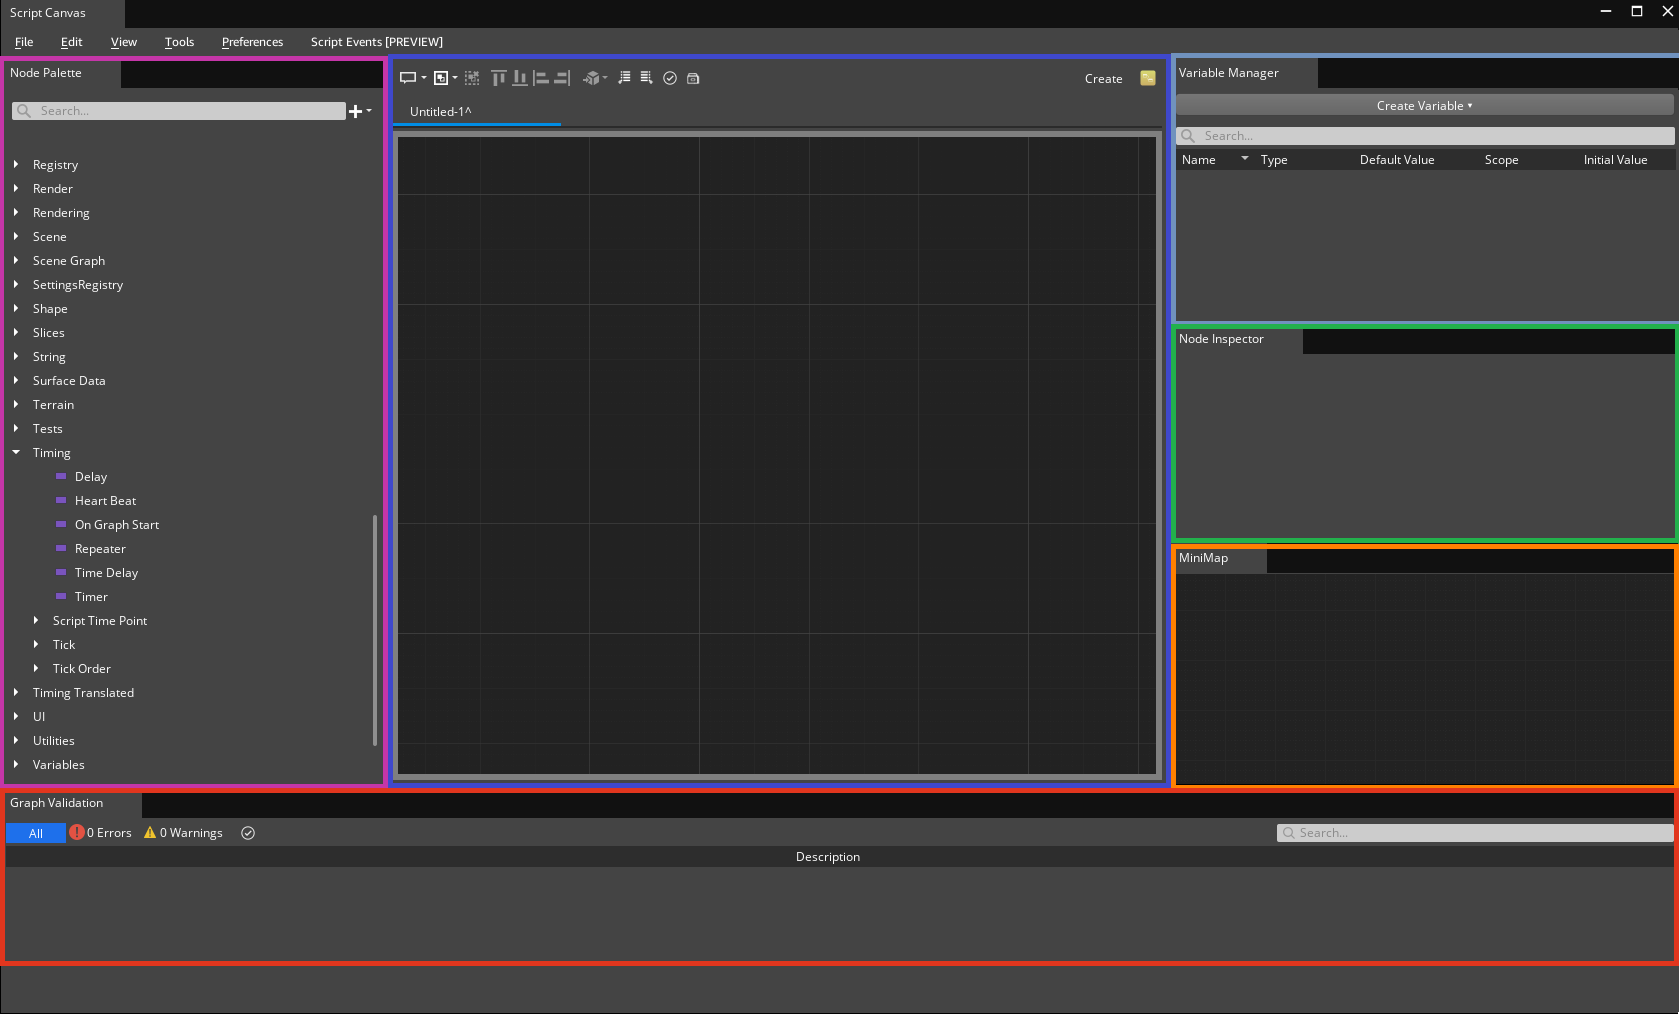 Script Canvas
File Edit View Tools Preferences Script Events [PREVIEW]
Node Palette
Search...
Registry
Render
Rendering
Scene
Scene Graph
SettingsRegistry
Shape
Slices
String
Surface Data
Terrain
Tests
Timing
Delay
Heart Beat
On Graph Start
Repeater
Time Delay
Timer
Script Time Point
Tick
Tick Order
Timing Translated
UI
Utilities
Variables
Create
Untitled-1^
Variable Manager
Create Variable
Search...
Name Type Default Value Scope Initial Value
Node Inspector
MiniMap
Graph Validation
All 0 Errors 0 Warnings
Search...
Description